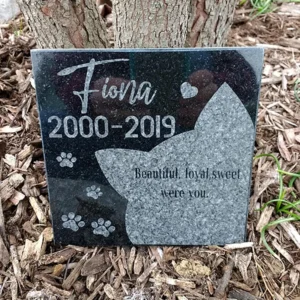 Fiona
2000-2019
Beautiful, loyal, sweet
were you.